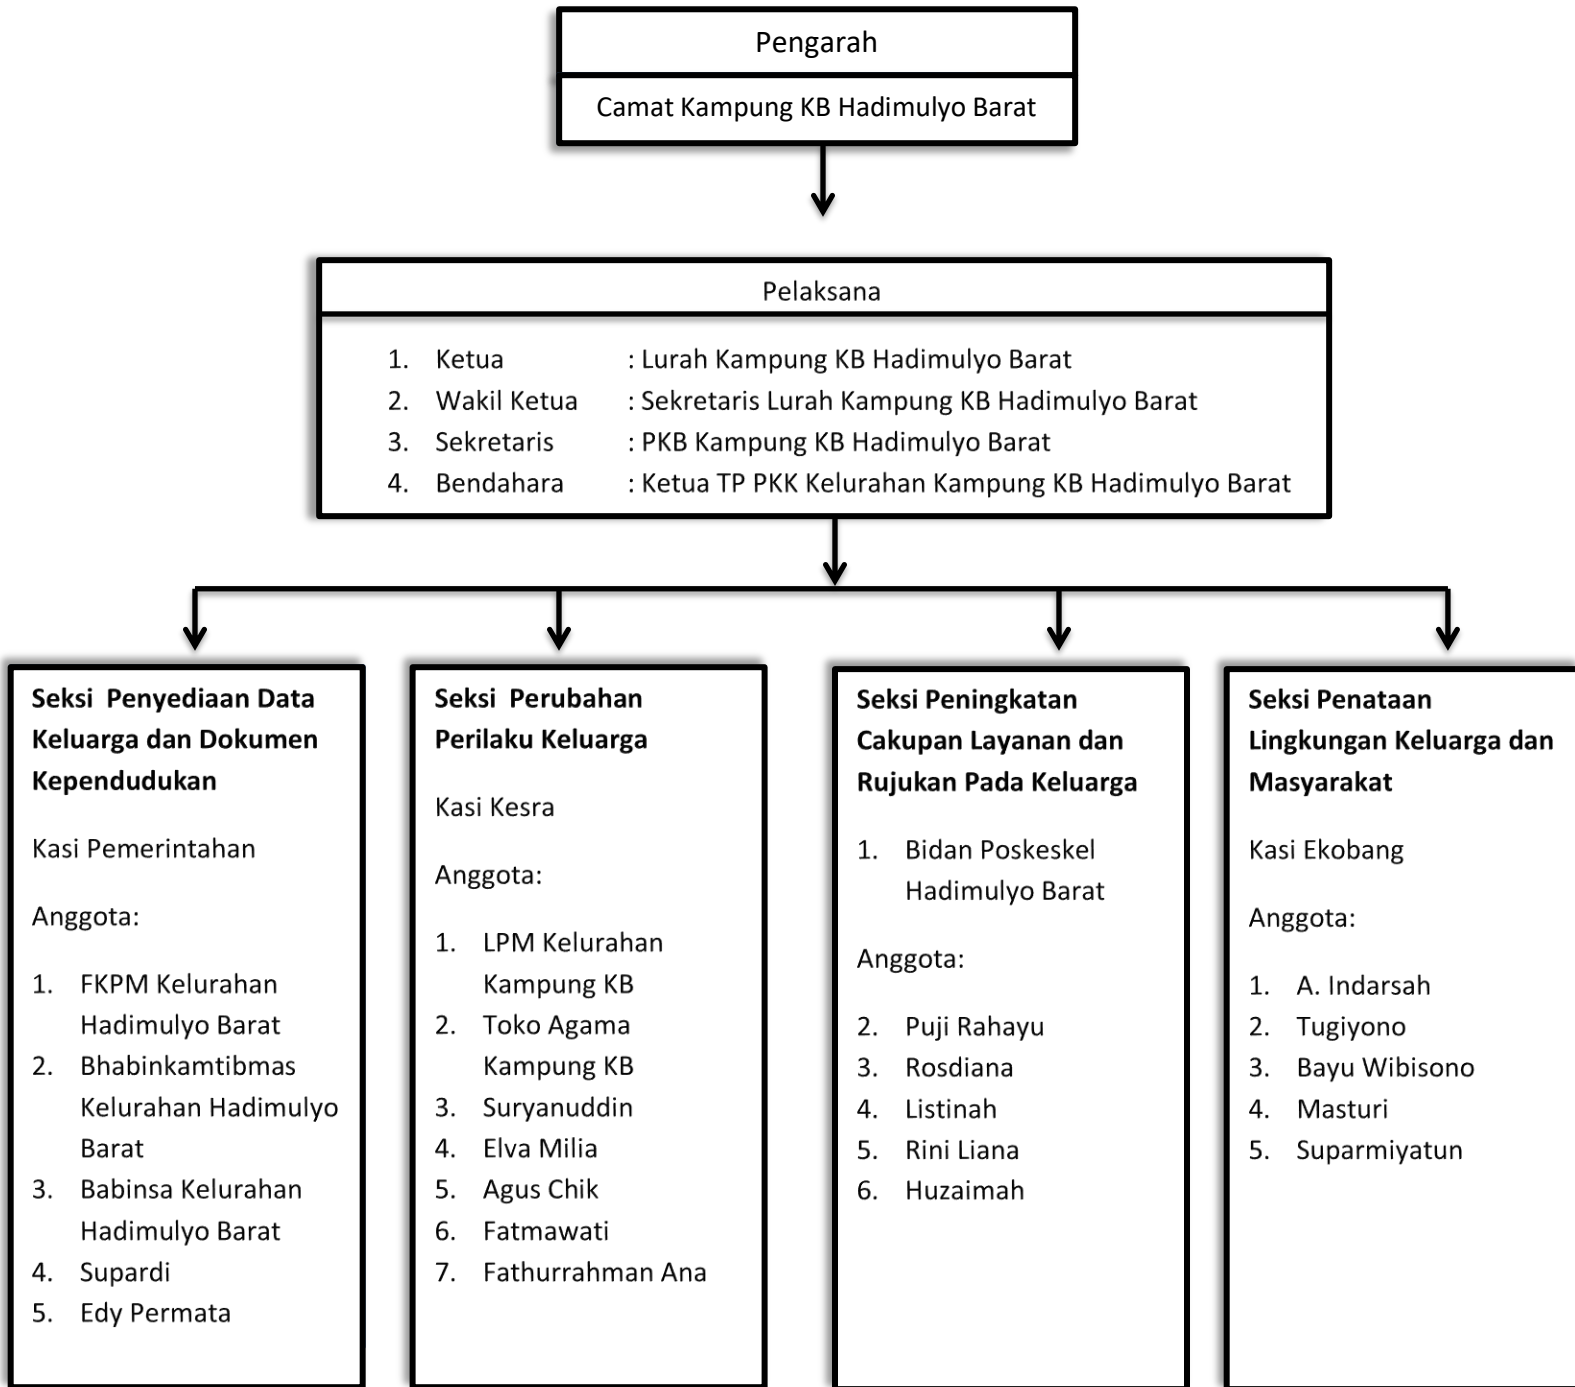 Pengarah
Camat Kampung KB Hadimulyo Barat
Pelaksana
1. Ketua : Lurah Kampung KB Hadimulyo Barat
2. Wakil Ketua : Sekretaris Lurah Kampung KB Hadimulyo Barat
3. Sekretaris : PKB Kampung KB Hadimulyo Barat
4. Bendahara : Ketua TP PKK Kelurahan Kampung KB Hadimulyo Barat
Seksi Penyediaan Data
Keluarga dan Dokumen
Kependudukan
Kasi Pemerintahan
Anggota:
1. FKPM Kelurahan
Hadimulyo Barat
2. Bhabinkamtibmas
Kelurahan Hadimulyo
Barat
3. Babinsa Kelurahan
Hadimulyo Barat
4. Supardi
5. Edy Permata
Seksi Perubahan
Perilaku Keluarga
Kasi Kesra
Anggota:
1. LPM Kelurahan
Kampung KB
2. Toko Agama
Kampung KB
3. Suryanuddin
4. Elva Milia
5. Agus Chik
6. Fatmawati
7. Fathurrahman Ana
Seksi Peningkatan
Cakupan Layanan dan
Rujukan Pada Keluarga
1. Bidan Poskeskel
Hadimulyo Barat
Anggota:
2. Puji Rahayu
3. Rosdiana
4. Listinah
5. Rini Liana
6. Huzaimah
Seksi Penataan
Lingkungan Keluarga dan
Masyarakat
Kasi Ekobang
Anggota:
1. A. Indarsah
2. Tugiyono
3. Bayu Wibisono
4. Masturi
5. Suparmiyatun